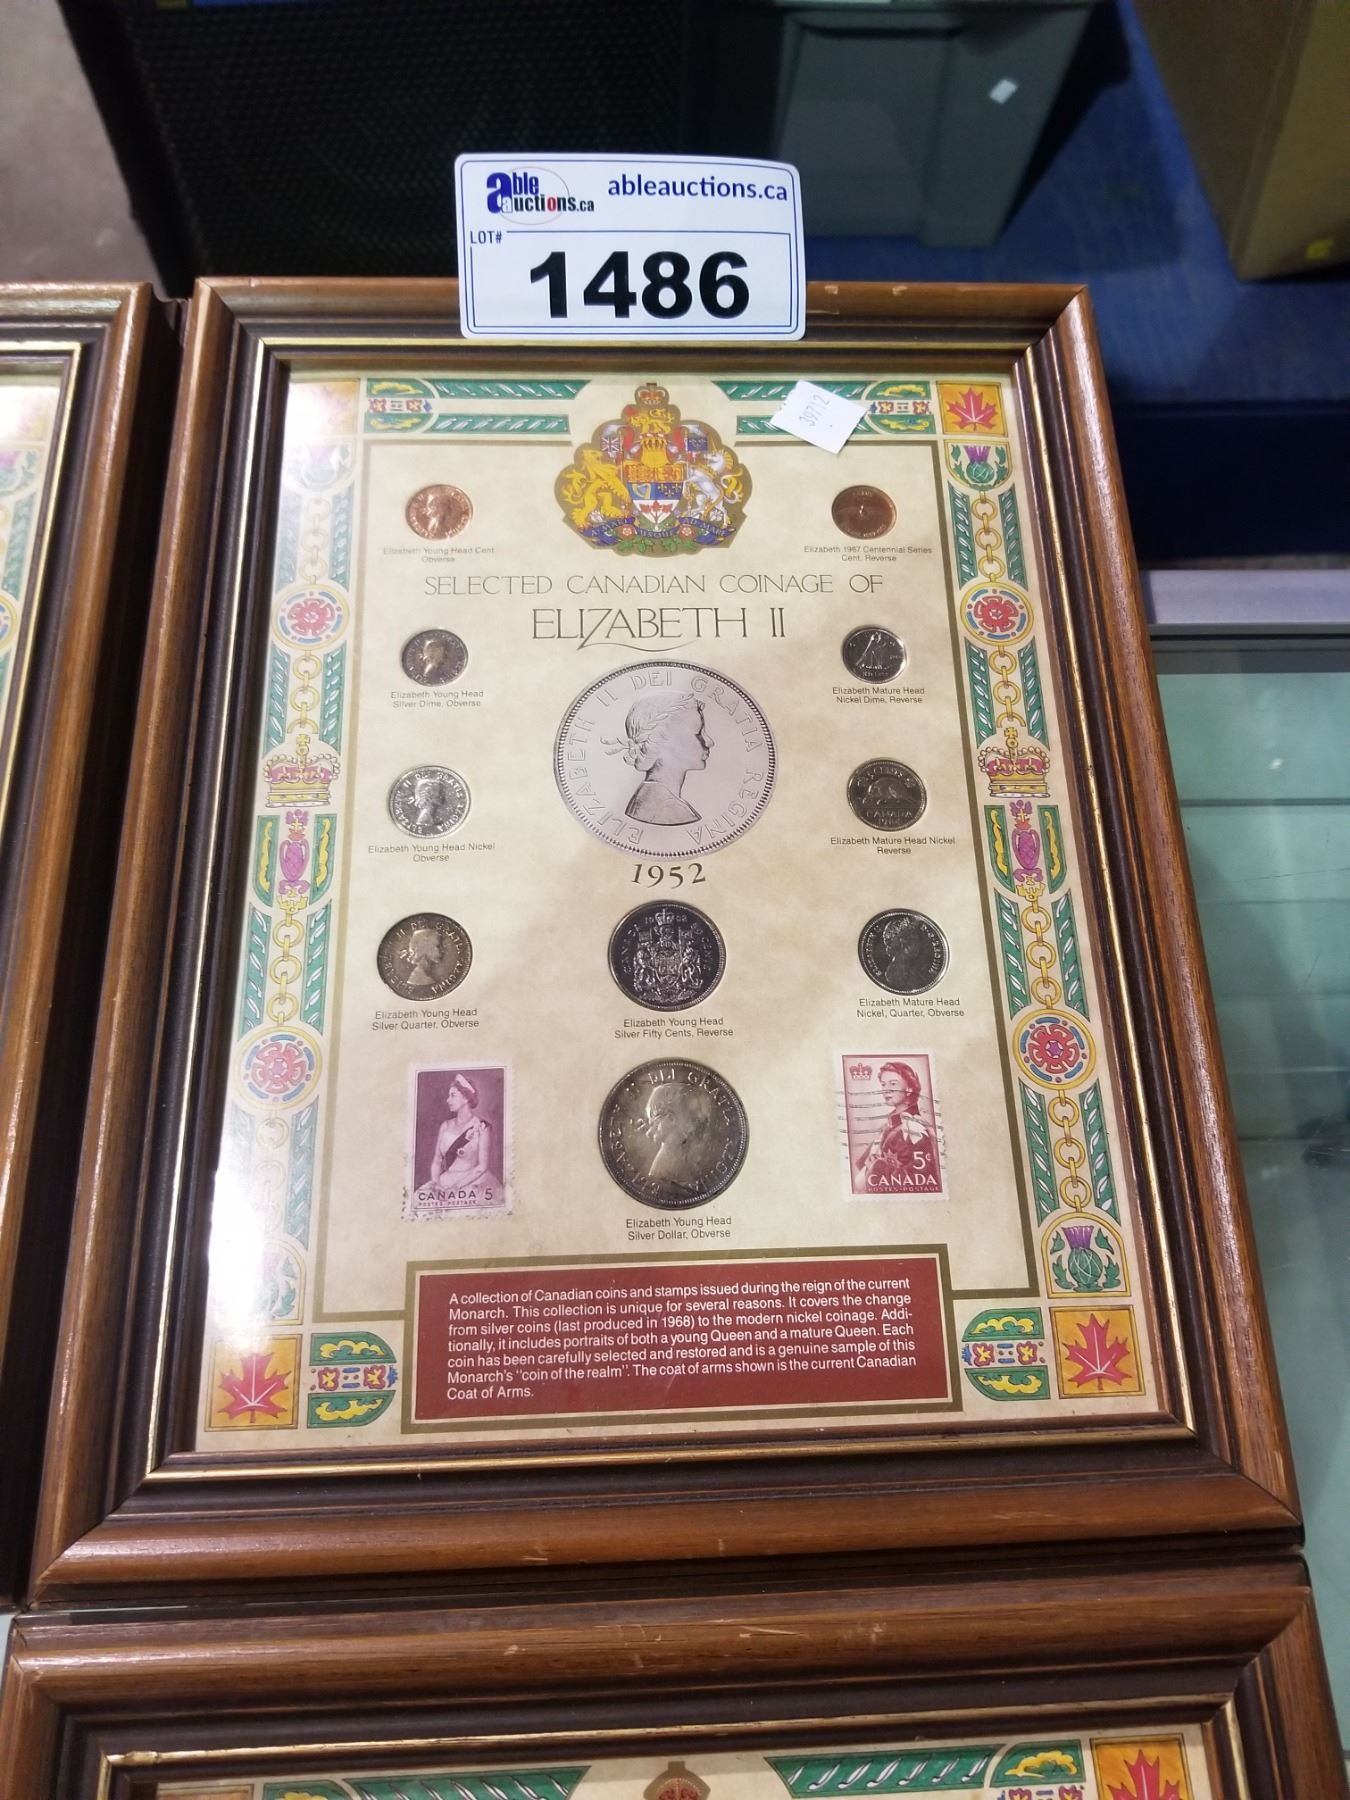 able auctions.ca
ableauctions.ca
LOT#
1486
39712
Elizabeth Young Head Cent
Obverse
Elizabeth 1967 Centennial Series
Cent, Reverse
SELECTED CANADIAN COINAGE OF
ELIZABETH II
Elizabeth Young Head
Silver Dime, Obverse
Elizabeth Mature Head
Nickel Dime, Reverse
ELIZABETH II DEI GRATIA REGINA
1952
Elizabeth Young Head Nickel
Obverse
Elizabeth Mature Head Nickel
Reverse
Elizabeth Young Head
Silver Quarter, Obverse
Elizabeth Young Head
Silver Fifty Cents, Reverse
Elizabeth Mature Head
Nickel, Quarter, Obverse
CANADA 5
POSTES POSTAGE
5¢
CANADA
POSTES-POSTAGE
Elizabeth Young Head
Silver Dollar, Obverse
A collection of Canadian coins and stamps issued during the reign of the current
Monarch. This collection is unique for several reasons. It covers the change
from silver coins (last produced in 1968) to the modern nickel coinage. Addi-
tionally, it includes portraits of both a young Queen and a mature Queen. Each
coin has been carefully selected and restored and is a genuine sample of this
Monarch's "coin of the realm". The coat of arms shown is the current Canadian
Coat of Arms.